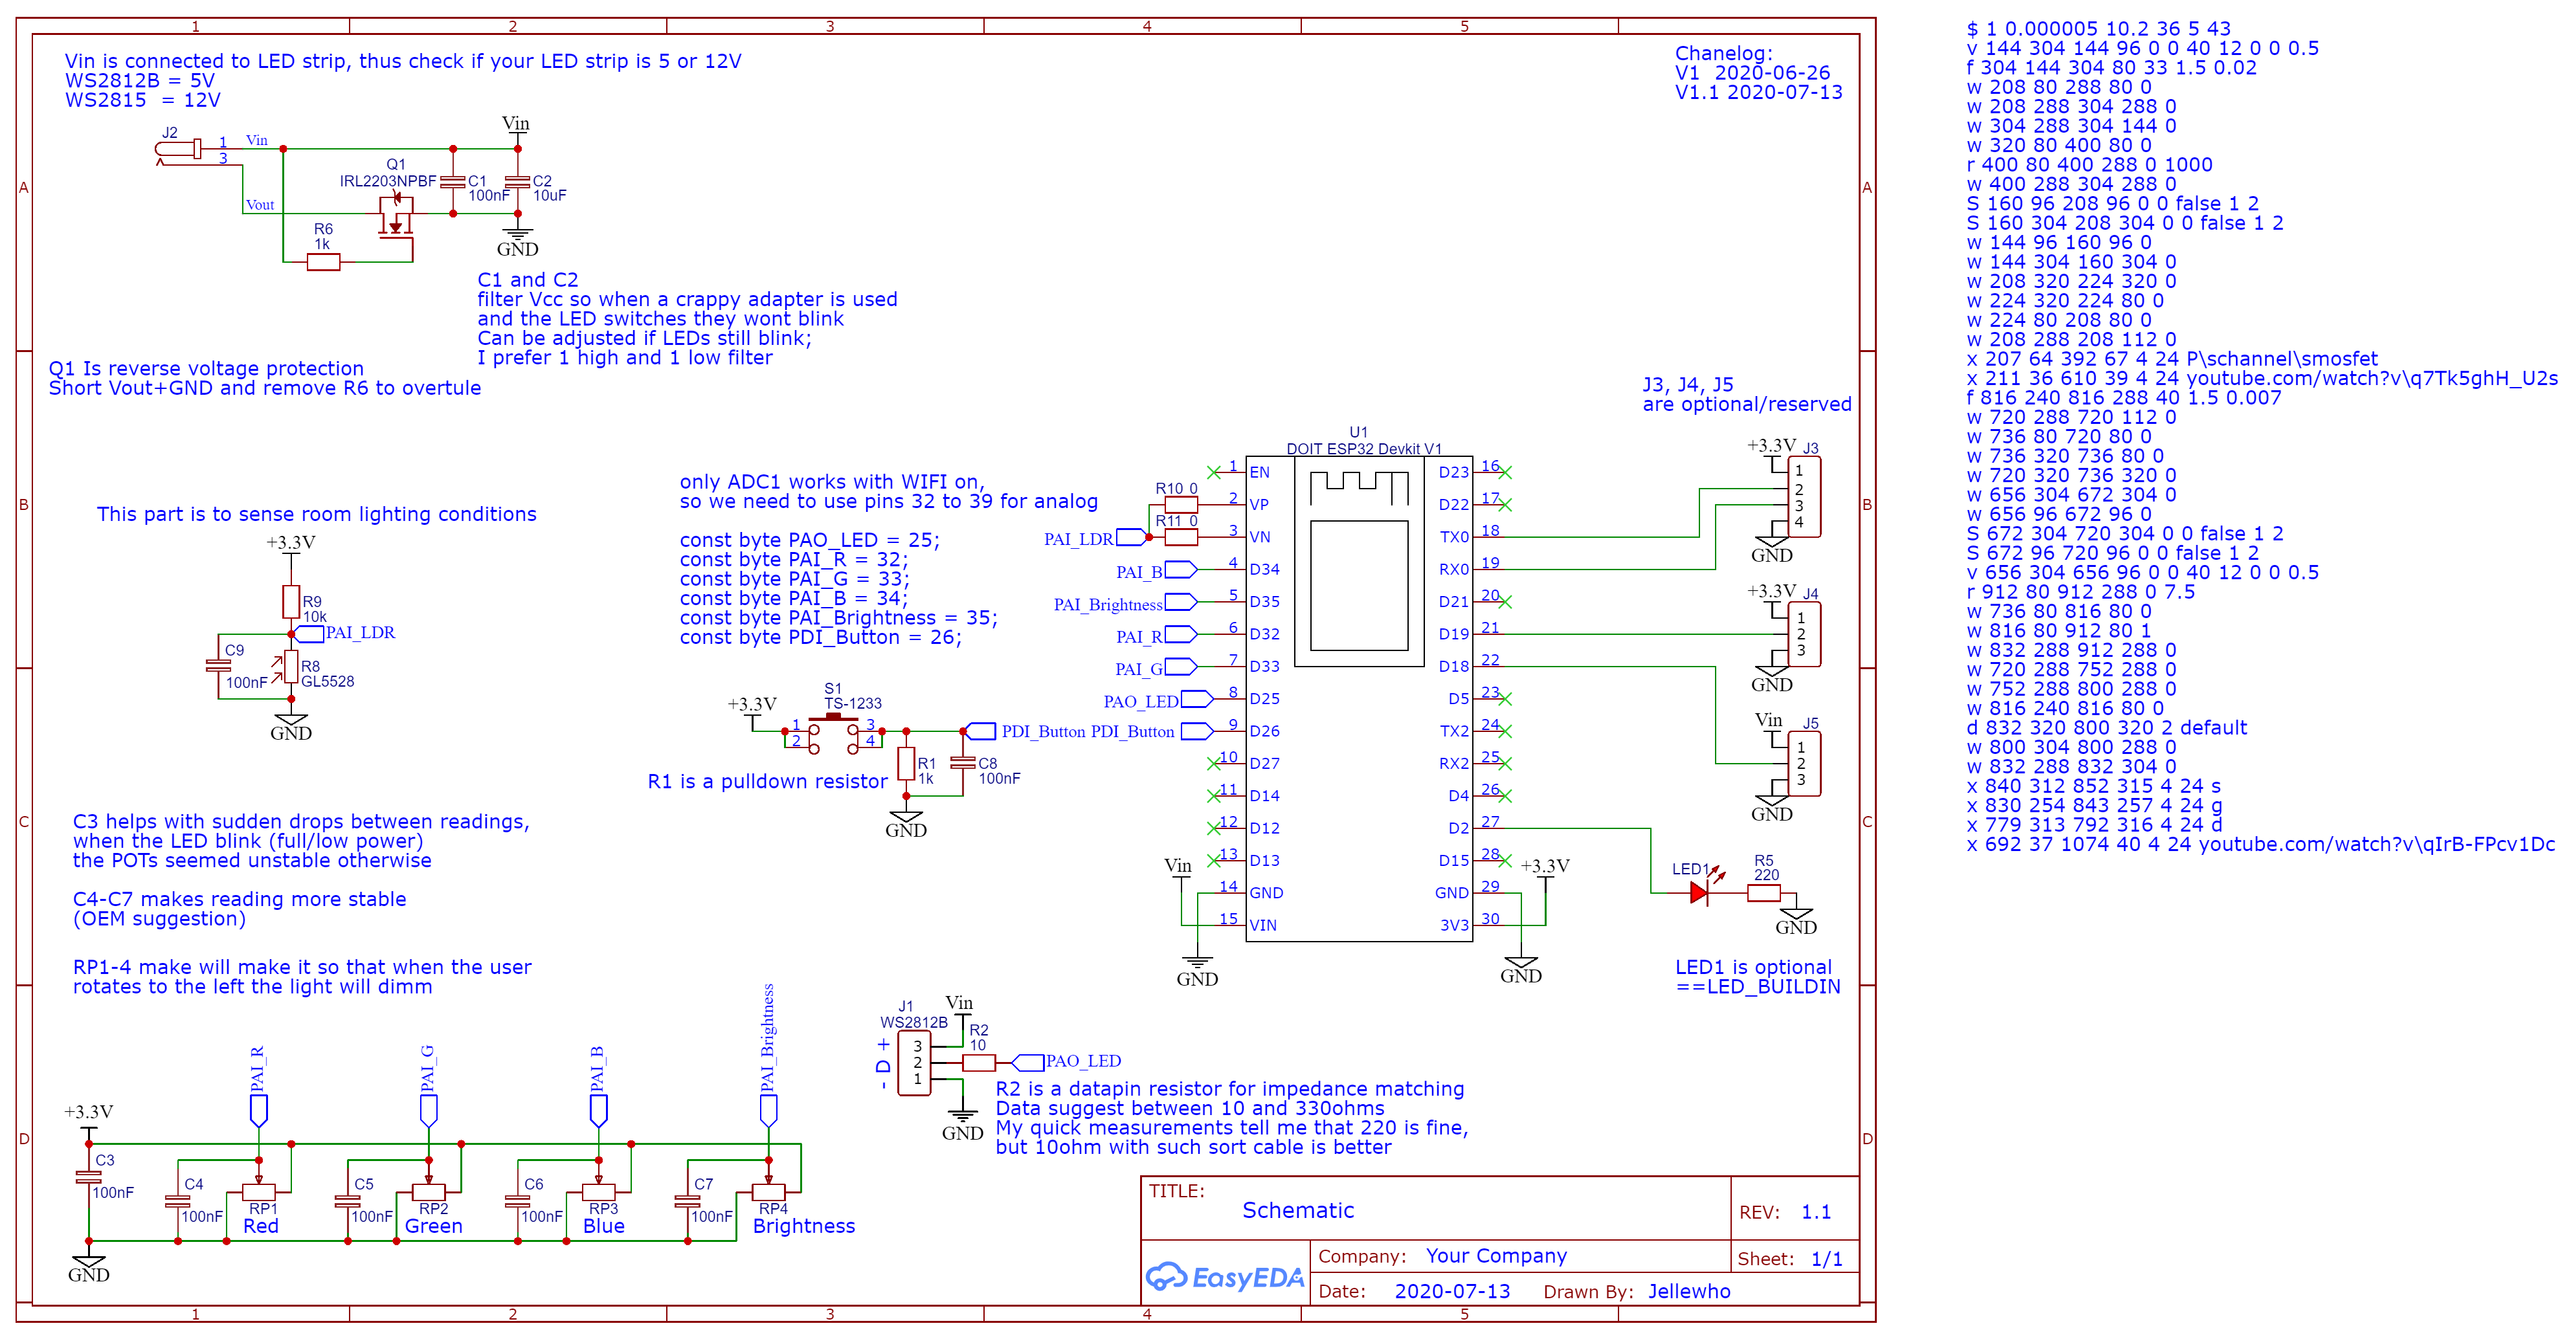 1 2 3 4 5
Vin is connected to LED strip, thus check if your LED strip is 5 or 12V
WS2812B = 5V
WS2815  = 12V
Chanelog:
V1  2020-06-26
V1.1 2020-07-13
J2
1
3
Vin
Vout
Q1
IRL2203NPBF
R6
1k
C1
100nF
Vin
C2
10uF
GND
A
A
C1 and C2
filter Vcc so when a crappy adapter is used
and the LED switches they wont blink
Can be adjusted if LEDs still blink;
I prefer 1 high and 1 low filter
Q1 Is reverse voltage protection
Short Vout+GND and remove R6 to overtule
B
B
This part is to sense room lighting conditions
+3.3V
R9
10k
PAI_LDR
C9
100nF
R8
GL5528
GND
only ADC1 works with WIFI on,
so we need to use pins 32 to 39 for analog
const byte PAO_LED = 25;
const byte PAI_R = 32;
const byte PAI_G = 33;
const byte PAI_B = 34;
const byte PAI_Brightness = 35;
const byte PDI_Button = 26;
S1
TS-1233
+3.3V
1
2
3
4
R1
1k
C8
100nF
GND
PDI_Button
R1 is a pulldown resistor
U1
DOIT ESP32 Devkit V1
R10 0
R11 0
PAI_LDR
PAI_B
PAI_Brightness
PAI_R
PAI_G
PAO_LED
PDI_Button
1 EN
2 VP
3 VN
4 D34
5 D35
6 D32
7 D33
8 D25
9 D26
10 D27
11 D14
12 D12
13 D13
14 GND
15 VIN
Vin
GND
D23 16
D22 17
TX0 18
RX0 19
D21 20
D19 21
D18 22
D5 23
TX2 24
RX2 25
D4 26
D2 27
D15 28
GND 29
3V3 30
+3.3V
GND
J3, J4, J5
are optional/reserved
+3.3V J3
1
2
3
4
GND
+3.3V J4
1
2
3
GND
Vin J5
1
2
3
GND
LED1
R5
220
GND
LED1 is optional
==LED_BUILDIN
C
C
C3 helps with sudden drops between readings,
when the LED blink (full/low power)
the POTs seemed unstable otherwise
C4-C7 makes reading more stable
(OEM suggestion)
RP1-4 make will make it so that when the user
rotates to the left the light will dimm
D
D
+3.3V
C3
100nF
GND
PAI_R
C4
100nF
RP1
Red
PAI_G
C5
100nF
RP2
Green
PAI_B
C6
100nF
RP3
Blue
PAI_Brightness
C7
100nF
RP4
Brightness
J1
WS2812B
- D +
3
2
1
Vin
R2
10
PAO_LED
GND
R2 is a datapin resistor for impedance matching
Data suggest between 10 and 330ohms
My quick measurements tell me that 220 is fine,
but 10ohm with such sort cable is better
TITLE:
Schematic
REV: 1.1
EasyEDA
Company: Your Company
Sheet: 1/1
Date: 2020-07-13
Drawn By: Jellewho
1 2 3 4 5
$ 1 0.000005 10.2 36 5 43
v 144 304 144 96 0 0 40 12 0 0 0.5
f 304 144 304 80 33 1.5 0.02
w 208 80 288 80 0
w 208 288 304 288 0
w 304 288 304 144 0
w 320 80 400 80 0
r 400 80 400 288 0 1000
w 400 288 304 288 0
S 160 96 208 96 0 0 false 1 2
S 160 304 208 304 0 0 false 1 2
w 144 96 160 96 0
w 144 304 160 304 0
w 208 320 224 320 0
w 224 320 224 80 0
w 224 80 208 80 0
w 208 288 208 112 0
x 207 64 392 67 4 24 P\schannel\smosfet
x 211 36 610 39 4 24 youtube.com/watch?v\q7Tk5ghH_U2s
f 816 240 816 288 40 1.5 0.007
w 720 288 720 112 0
w 736 80 720 80 0
w 736 320 736 80 0
w 720 320 736 320 0
w 656 304 672 304 0
w 656 96 672 96 0
S 672 304 720 304 0 0 false 1 2
S 672 96 720 96 0 0 false 1 2
v 656 304 656 96 0 0 40 12 0 0 0.5
r 912 80 912 288 0 7.5
w 736 80 816 80 0
w 816 80 912 80 1
w 832 288 912 288 0
w 720 288 752 288 0
w 752 288 800 288 0
w 816 240 816 80 0
d 832 320 800 320 2 default
w 800 304 800 288 0
w 832 288 832 304 0
x 840 312 852 315 4 24 s
x 830 254 843 257 4 24 g
x 779 313 792 316 4 24 d
x 692 37 1074 40 4 24 youtube.com/watch?v\qIrB-FPcv1Dc